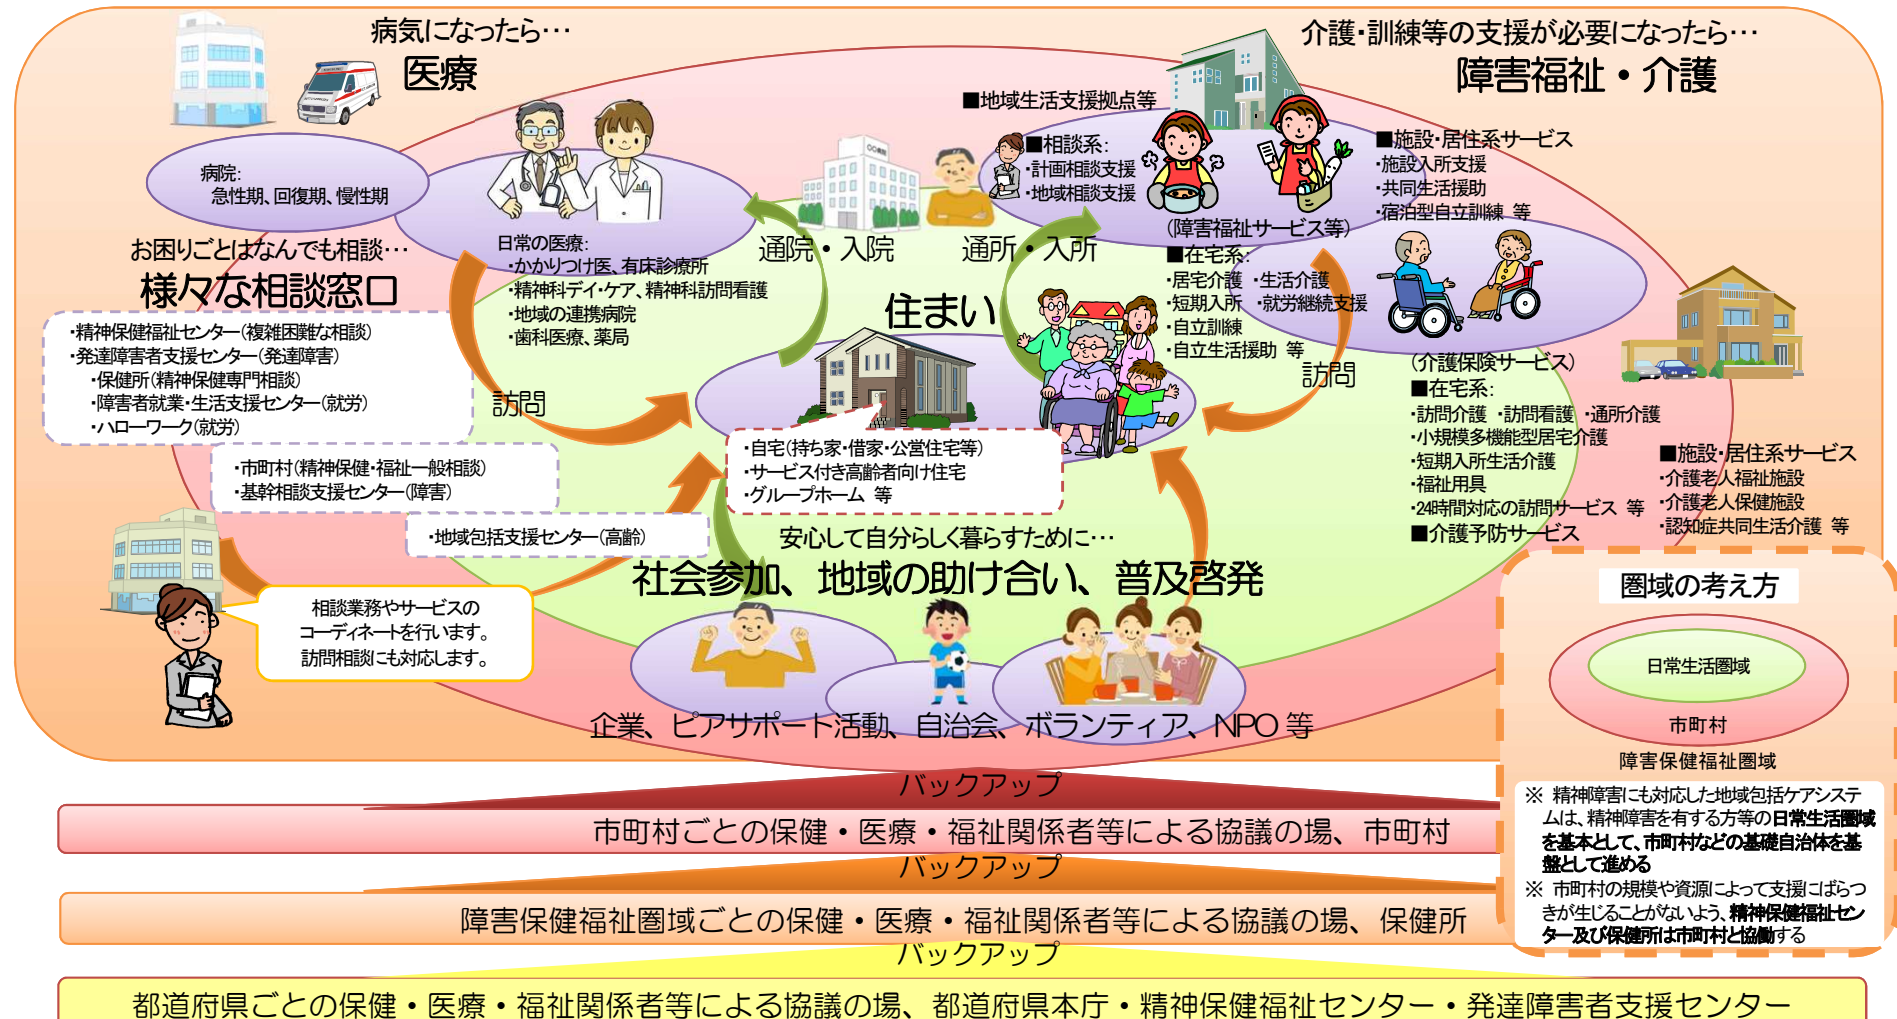 病気になったら…
医療
介護・訓練等の支援が必要になったら…
障害福祉・介護
病院:
急性期、回復期、慢性期
日常の医療:
・かかりつけ医、有床診療所
・精神科デイ・ケア、精神科訪問看護
・地域の連携病院
・歯科医療、薬局
通院・入院
通所・入所
■地域生活支援拠点等
■相談系:
・計画相談支援
・地域相談支援
■施設・居住系サービス
・施設入所支援
・共同生活援助
・宿泊型自立訓練 等
(障害福祉サービス等)
■在宅系:
・居宅介護 ・生活介護
・短期入所 ・就労継続支援
・自立訓練
・自立生活援助 等
訪問
(介護保険サービス)
■在宅系:
・訪問介護 ・訪問看護 ・通所介護
・小規模多機能型居宅介護
・短期入所生活介護
・福祉用具
・24時間対応の訪問サービス 等
■介護予防サービス
■施設・居住系サービス
・介護老人福祉施設
・介護老人保健施設
・認知症共同生活介護 等
お困りごとはなんでも相談…
様々な相談窓口
・精神保健福祉センター(複雑困難な相談)
・発達障害者支援センター(発達障害)
・保健所(精神保健専門相談)
・障害者就業・生活支援センター(就労)
・ハローワーク(就労)
・市町村(精神保健・福祉一般相談)
・基幹相談支援センター(障害)
・地域包括支援センター(高齢)
訪問
住まい
・自宅(持ち家・借家・公営住宅等)
・サービス付き高齢者向け住宅
・グループホーム 等
相談業務やサービスの
コーディネートを行います。
訪問相談にも対応します。
安心して自分らしく暮らすために…
社会参加、地域の助け合い、普及啓発
企業、ピアサポート活動、自治会、ボランティア、NPO 等
圏域の考え方
日常生活圏域
市町村
障害保健福祉圏域
※ 精神障害にも対応した地域包括ケアシステ
ムは、精神障害を有する方等の日常生活圏域
を基本として、市町村などの基礎自治体を基
盤として進める
※ 市町村の規模や資源によって支援にばらつ
きが生じることがないよう、精神保健福祉セン
ター及び保健所は市町村と協働する
バックアップ
市町村ごとの保健・医療・福祉関係者等による協議の場、市町村
バックアップ
障害保健福祉圏域ごとの保健・医療・福祉関係者等による協議の場、保健所
バックアップ
都道府県ごとの保健・医療・福祉関係者等による協議の場、都道府県本庁・精神保健福祉センター・発達障害者支援センター